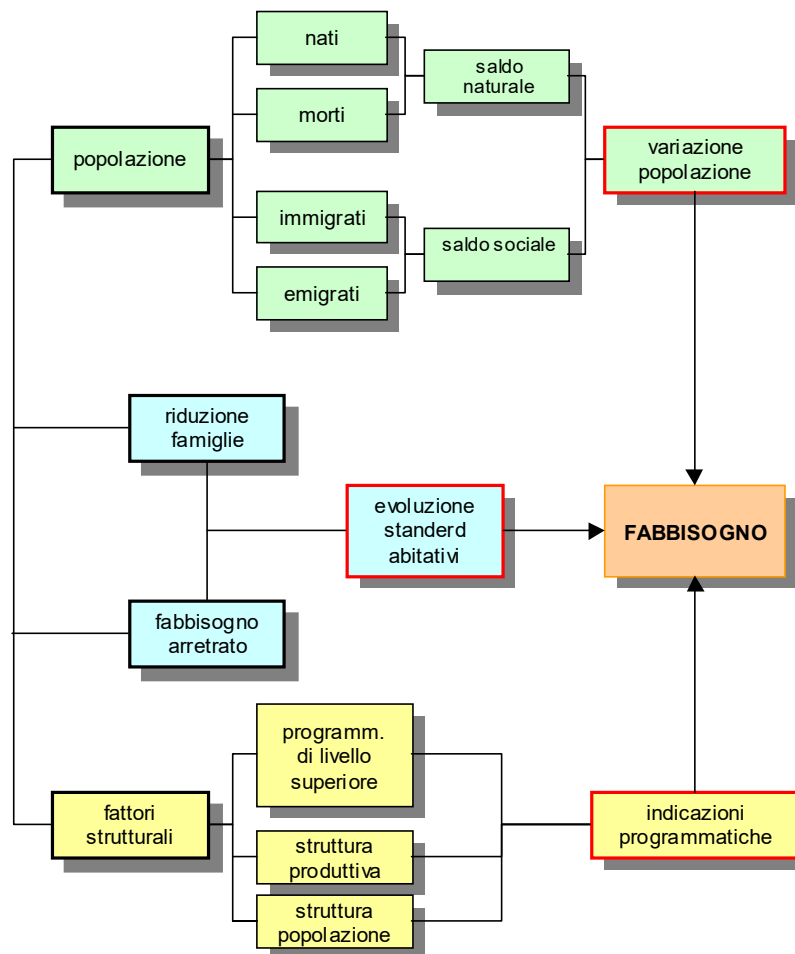 nati
saldo
naturale
morti
popolazione
variazione
popolazione
immigrati
saldo sociale
emigrati
riduzione
famiglie
evoluzione
standerd
abitativi
FABBISOGNO
fabbisogno
arretrato
programm.
di livello
superiore
fattori
strutturali
indicazioni
programmatiche
struttura
produttiva
struttura
popolazione